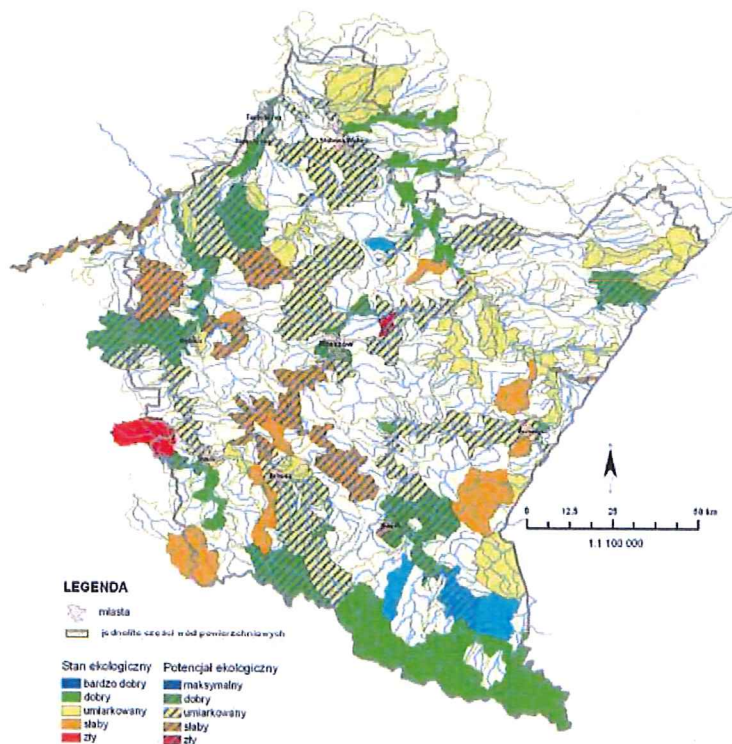 Rzeszów
0 12.5 25 50 km
1:1 100 000
LEGENDA
miasta
jednolite części wód powierzchniowych
Stan ekologiczny
bardzo dobry
dobry
umiarkowany
słaby
zły
Potencjał ekologiczny
maksymalny
dobry
umiarkowany
słaby
zły